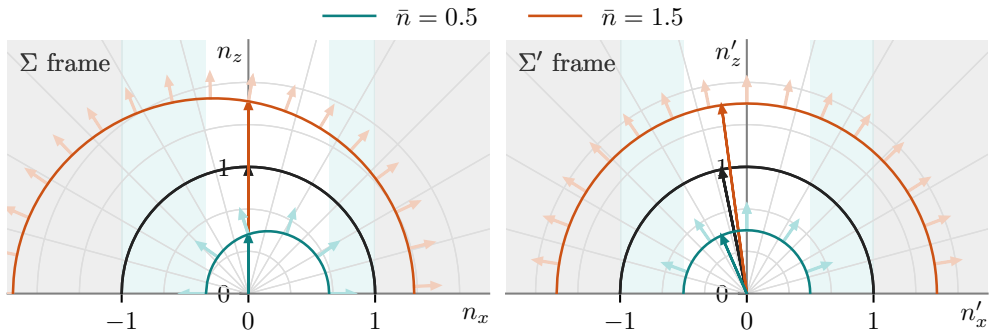 n̄ = 0.5 n̄ = 1.5
Σ frame
n_z
1
0
−1 0 1
n_x
Σ′ frame
n′_z
1
0
−1 0 1
n′_x